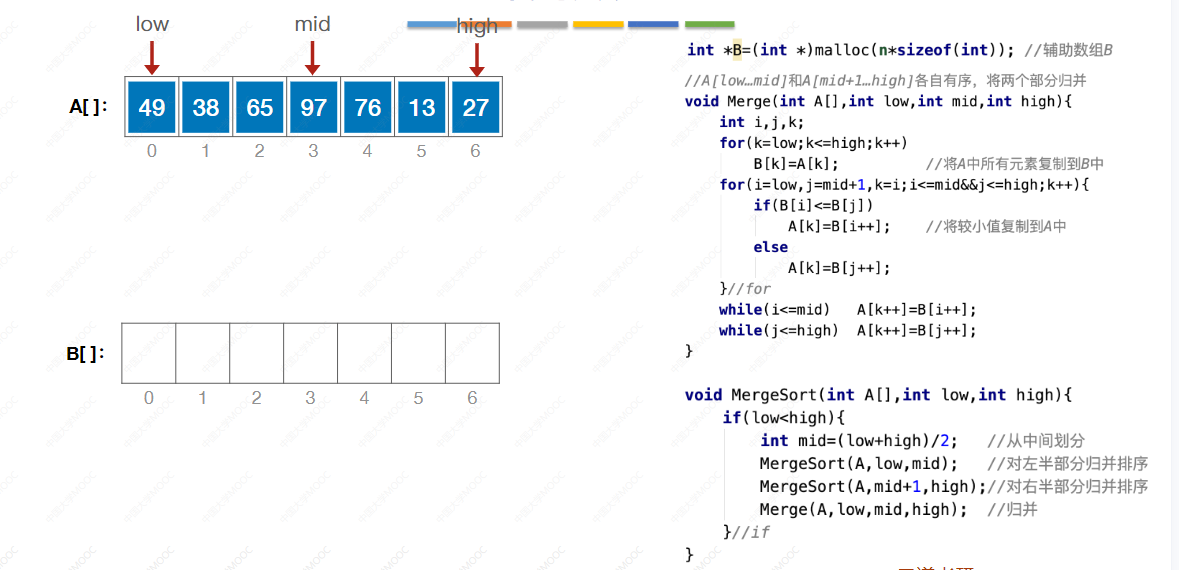 low mid high
A[ ]: 49 38 65 97 76 13 27
0 1 2 3 4 5 6
B[ ]:
0 1 2 3 4 5 6
int *B=(int *)malloc(n*sizeof(int)); //辅助数组B
//A[low…mid]和A[mid+1…high]各自有序，将两个部分归并
void Merge(int A[],int low,int mid,int high){
int i,j,k;
for(k=low;k<=high;k++)
B[k]=A[k]; //将A中所有元素复制到B中
for(i=low,j=mid+1,k=i;i<=mid&&j<=high;k++){
if(B[i]<=B[j])
A[k]=B[i++]; //将较小值复制到A中
else
A[k]=B[j++];
}//for
while(i<=mid) A[k++]=B[i++];
while(j<=high) A[k++]=B[j++];
}
void MergeSort(int A[],int low,int high){
if(low<high){
int mid=(low+high)/2; //从中间划分
MergeSort(A,low,mid); //对左半部分归并排序
MergeSort(A,mid+1,high);//对右半部分归并排序
Merge(A,low,mid,high); //归并
}//if
}